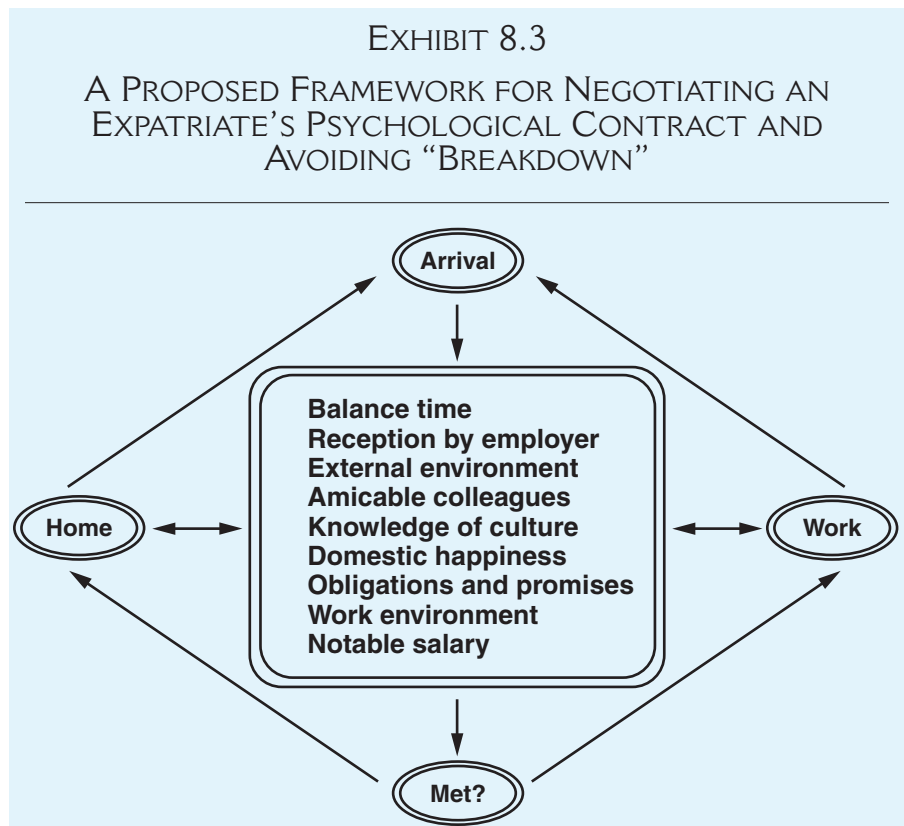 EXHIBIT 8.3
A PROPOSED FRAMEWORK FOR NEGOTIATING AN
EXPATRIATE’S PSYCHOLOGICAL CONTRACT AND
AVOIDING “BREAKDOWN”
Arrival
Balance time
Reception by employer
External environment
Amicable colleagues
Knowledge of culture
Domestic happiness
Obligations and promises
Work environment
Notable salary
Home
Work
Met?